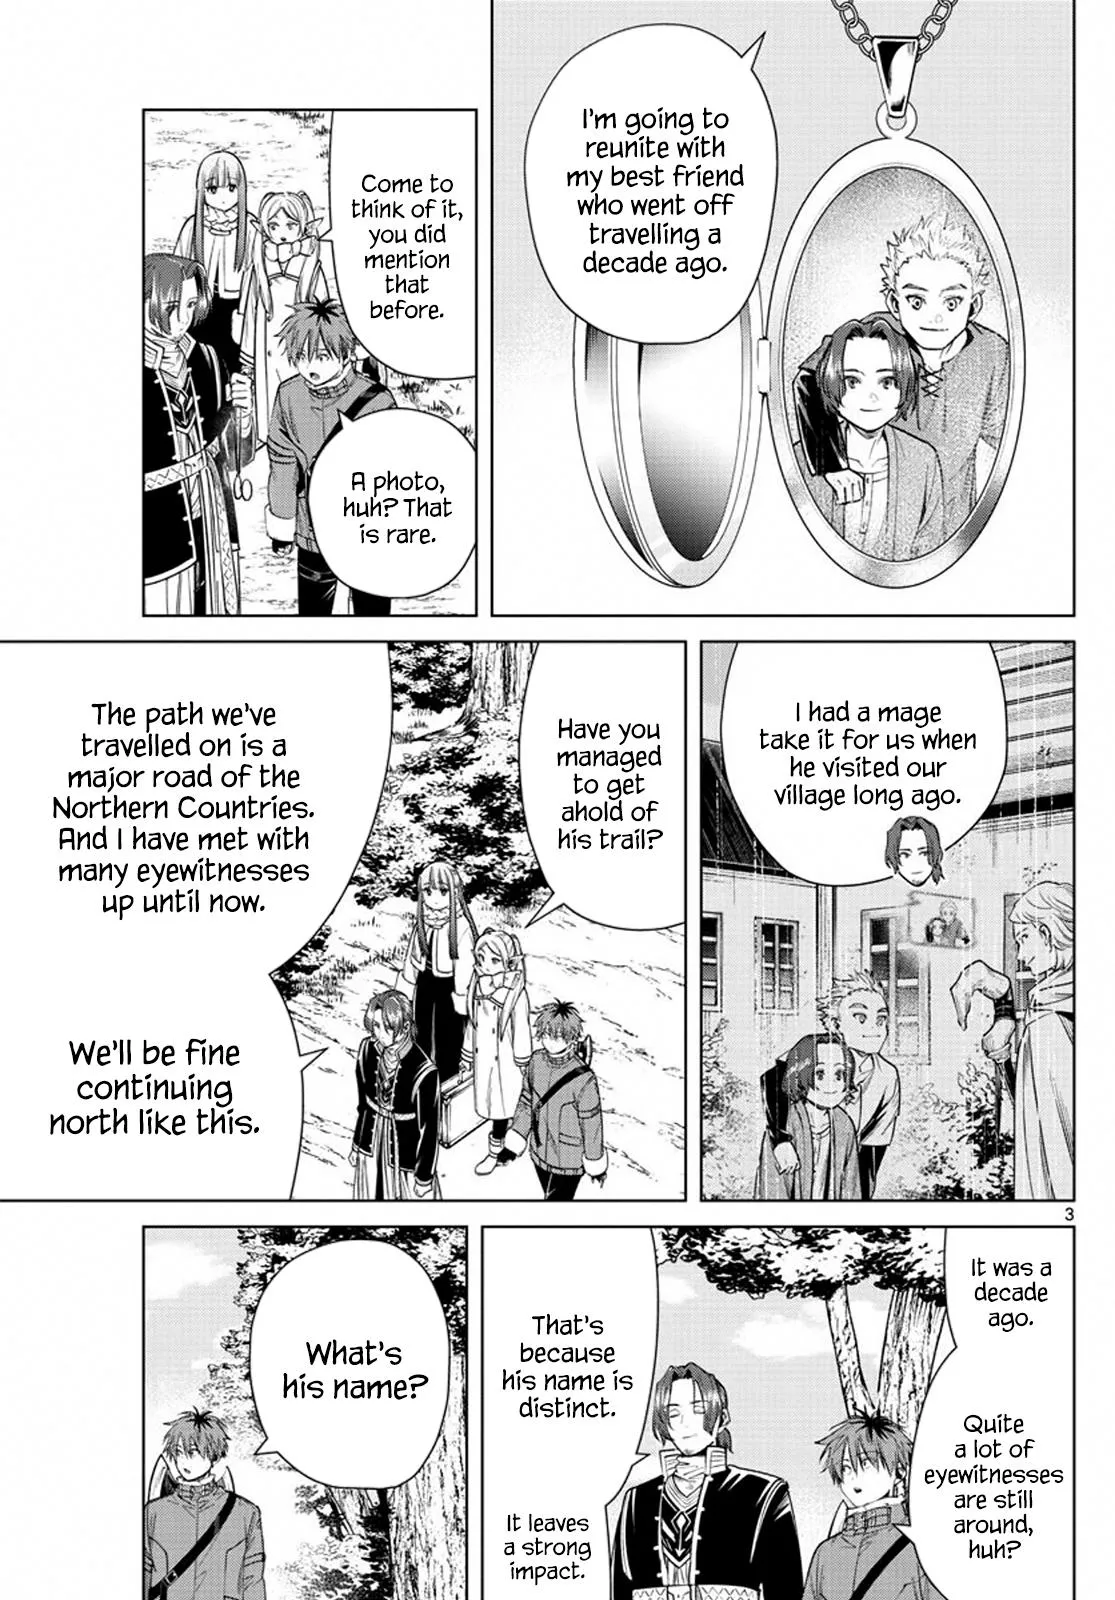 I'm going to
reunite with
my best friend
who went off
travelling a
decade ago.
Come to
think of it,
you did
mention
that
before.
A photo,
huh? That
is rare.
I had a mage
take it for us when
he visited our
village long ago.
Have you
managed
to get
ahold of
his trail?
The path we've
travelled on is a
major road of the
Northern Countries.
And I have met with
many eyewitnesses
up until now.
We'll be fine
continuing
north like this.
3
It was a
decade
ago.
Quite
a lot of
eyewitnesses
are still
around,
huh?
That's
because
his name is
distinct.
It leaves
a strong
impact.
What's
his name?